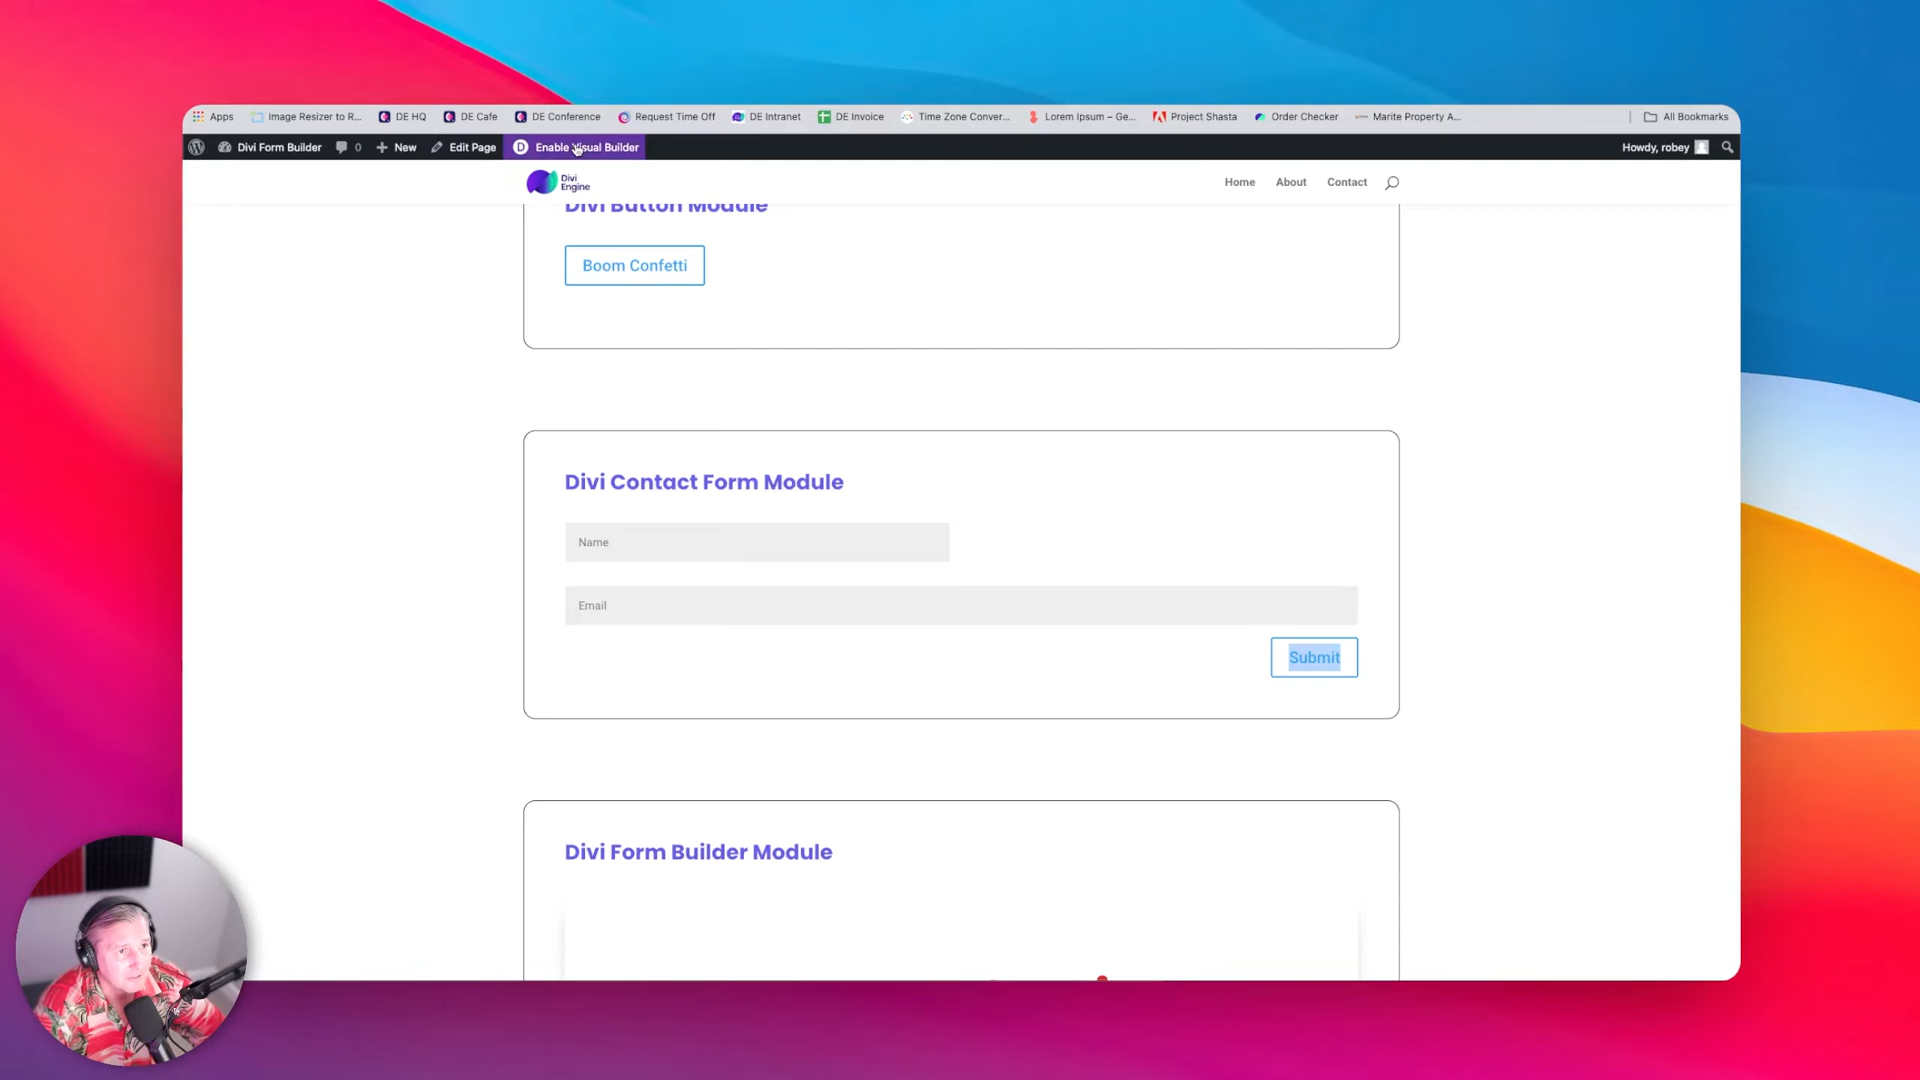 Apps Image Resizer to R... DE HQ DE Cafe DE Conference Request Time Off DE Intranet DE Invoice Time Zone Conver... Lorem Ipsum – Ge... Project Shasta Order Checker Marite Property A... All Bookmarks
Divi Form Builder 0 New Edit Page Enable Visual Builder Howdy, robey
Divi
Engine
Home About Contact
Divi Button Module
Boom Confetti
Divi Contact Form Module
Name
Email
Submit
Divi Form Builder Module